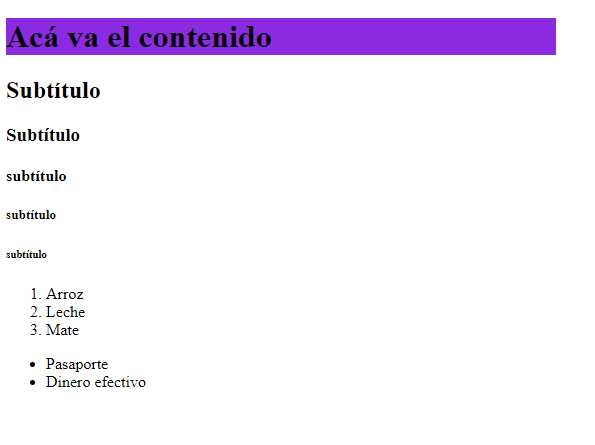 Acá va el contenido
Subtítulo
Subtítulo
subtítulo
subtítulo
subtítulo
1. Arroz
2. Leche
3. Mate
• Pasaporte
• Dinero efectivo